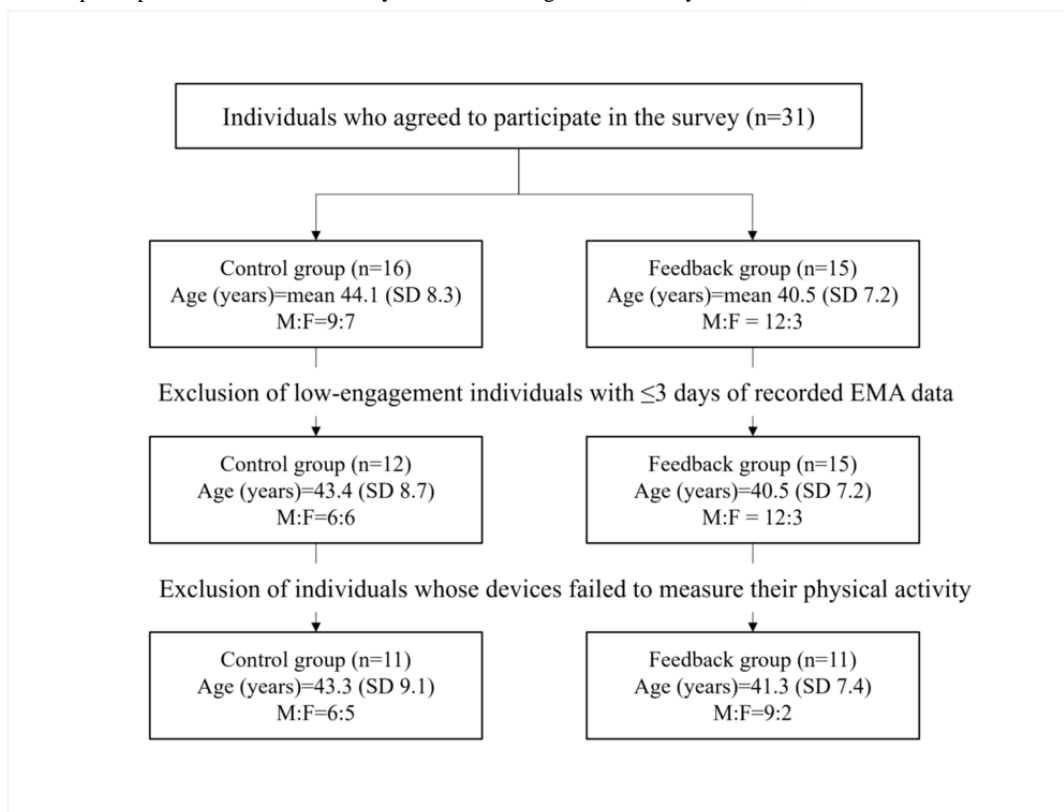 Individuals who agreed to participate in the survey (n=31)
Control group (n=16)
Age (years)=mean 44.1 (SD 8.3)
M:F=9:7
Feedback group (n=15)
Age (years)=mean 40.5 (SD 7.2)
M:F = 12:3
Exclusion of low-engagement individuals with ≤3 days of recorded EMA data
Control group (n=12)
Age (years)=43.4 (SD 8.7)
M:F=6:6
Feedback group (n=15)
Age (years)=40.5 (SD 7.2)
M:F = 12:3
Exclusion of individuals whose devices failed to measure their physical activity
Control group (n=11)
Age (years)=43.3 (SD 9.1)
M:F=6:5
Feedback group (n=11)
Age (years)=41.3 (SD 7.4)
M:F=9:2